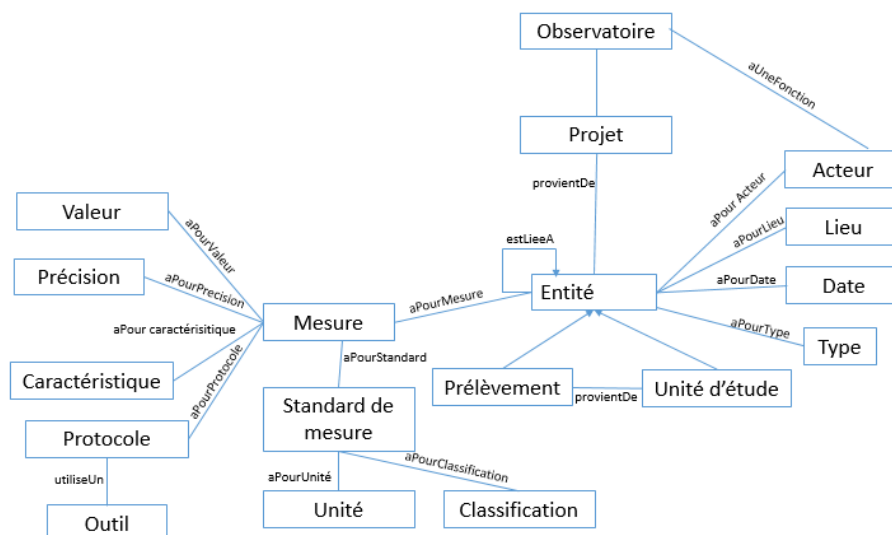 Observatoire
aUneFonction
Projet
provientDe
Acteur
aPour Acteur
Valeur
aPourValeur
estLieeA
aPourLieu
Lieu
Précision
aPourPrecision
aPourMesure
Entité
aPourDate
Date
Mesure
aPour caractérisitique
aPourStandard
aPourType
Type
Caractéristique
aPourProtocole
Prélèvement
provientDe
Unité d'étude
Standard de
mesure
Protocole
aPourClassification
utiliseUn
aPourUnité
Outil
Unité
Classification